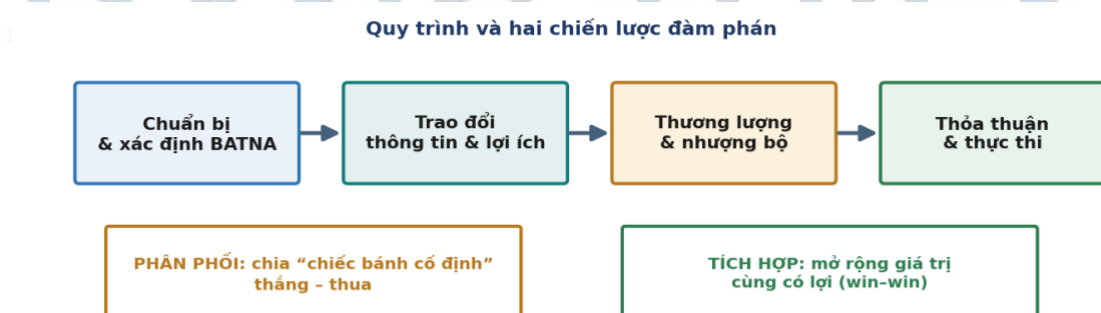 Quy trình và hai chiến lược đàm phán
Chuẩn bị
& xác định BATNA
Trao đổi
thông tin & lợi ích
Thương lượng
& nhượng bộ
Thỏa thuận
& thực thi
PHÂN PHỐI: chia “chiếc bánh cố định”
thắng – thua
TÍCH HỢP: mở rộng giá trị
cùng có lợi (win–win)